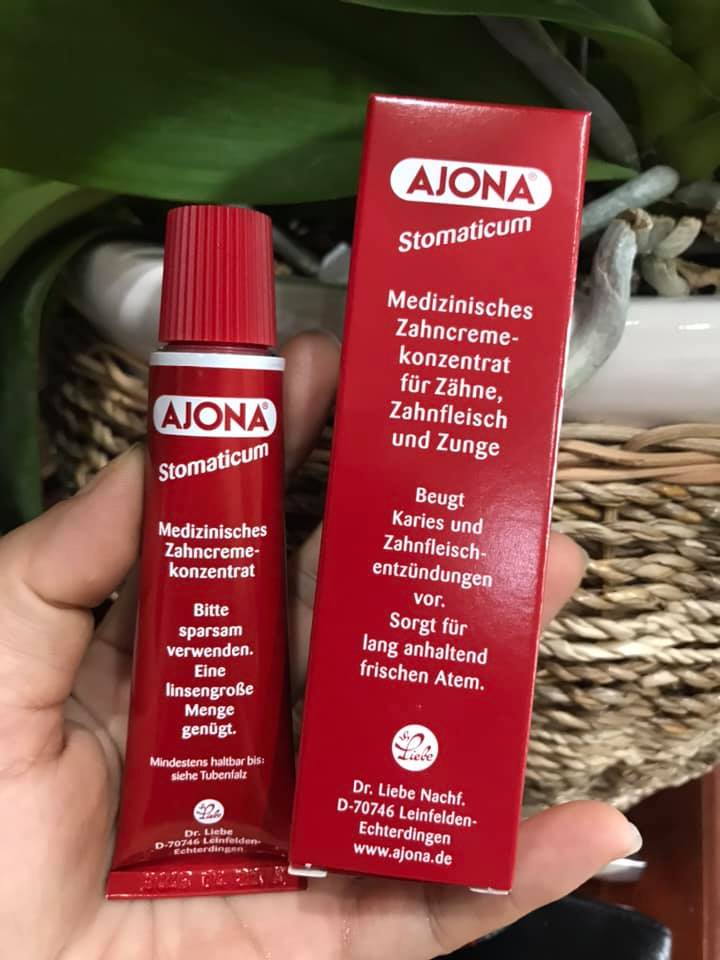 AJONA®
Stomaticum
Medizinisches
Zahncreme-
konzentrat
Bitte
sparsam
verwenden.
Eine
linsengroße
Menge
genügt.
Mindestens haltbar bis:
siehe Tubenfalz
Dr. Liebe
Dr. Liebe
D-70746 Leinfelden-
Echterdingen
AJONA®
Stomaticum
Medizinisches
Zahncreme-
konzentrat
für Zähne,
Zahnfleisch
und Zunge
Beugt
Karies und
Zahnfleisch-
entzündungen
vor.
Sorgt für
lang anhaltend
frischen Atem.
Dr. Liebe
Dr. Liebe Nachf.
D-70746 Leinfelden-
Echterdingen
www.ajona.de